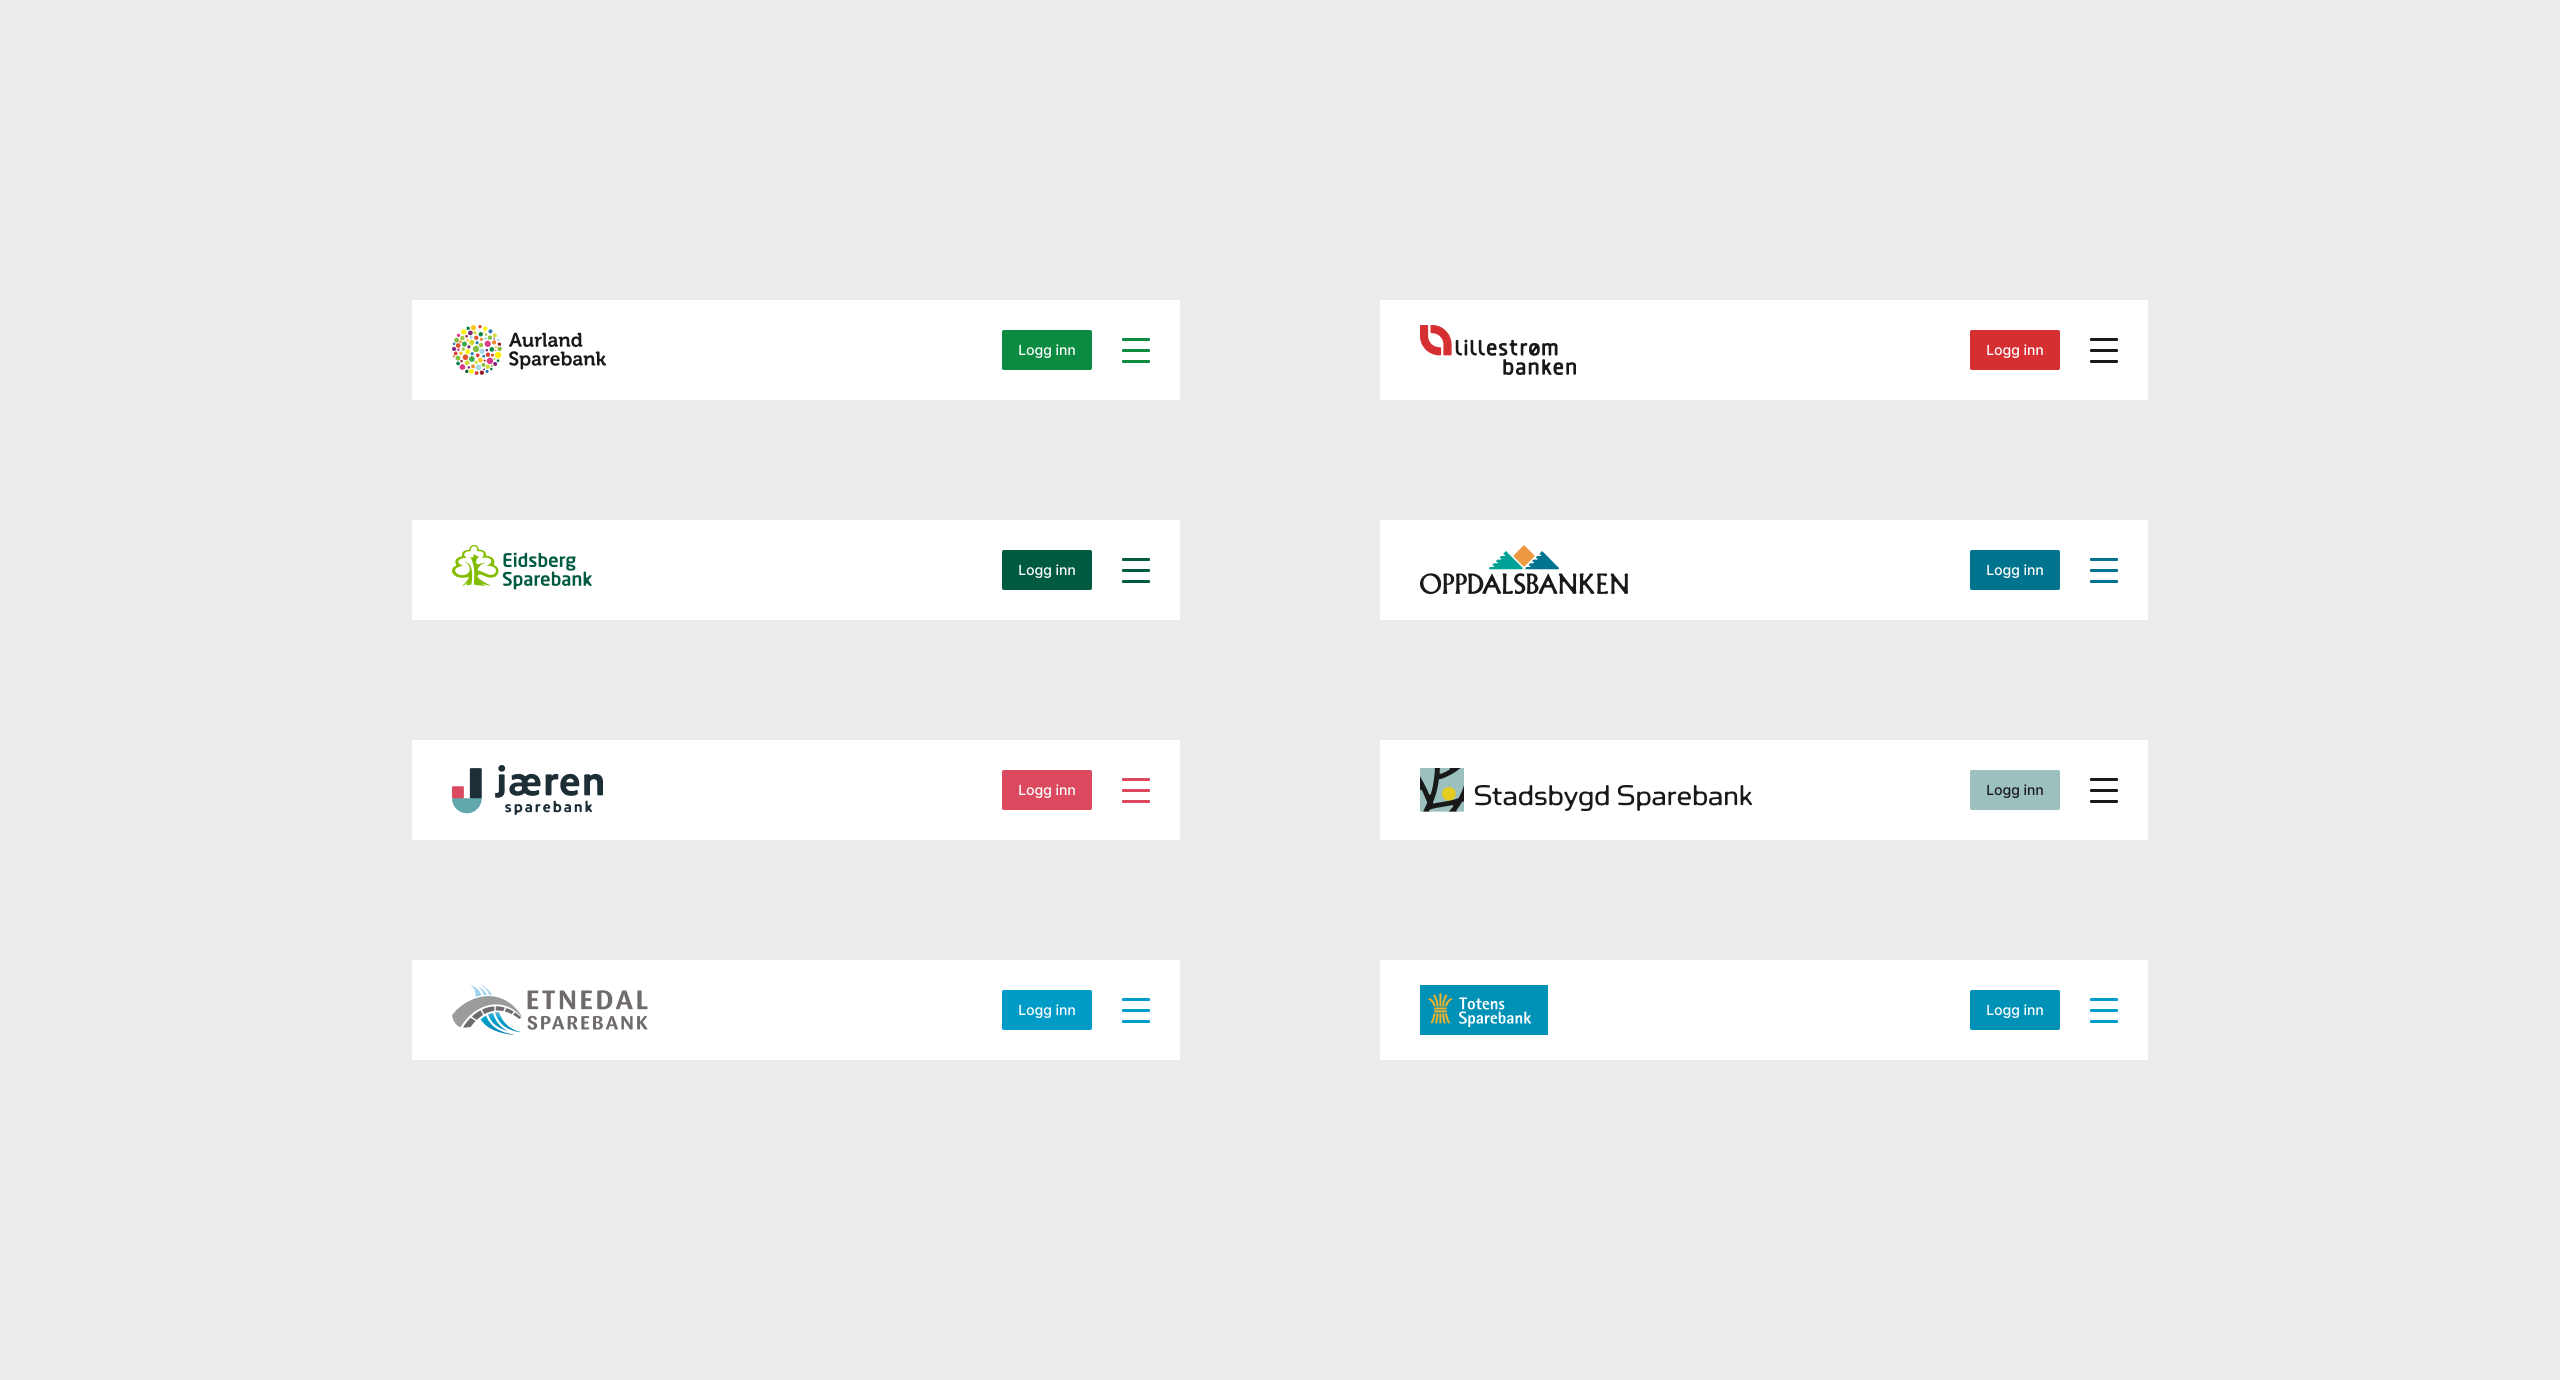 Aurland
Sparebank
Logg inn
lillestrøm
banken
Logg inn
Eidsberg
Sparebank
Logg inn
OPPDALSBANKEN
Logg inn
jæren
sparebank
Logg inn
Stadsbygd Sparebank
Logg inn
ETNEDAL
SPAREBANK
Logg inn
Totens
Sparebank
Logg inn